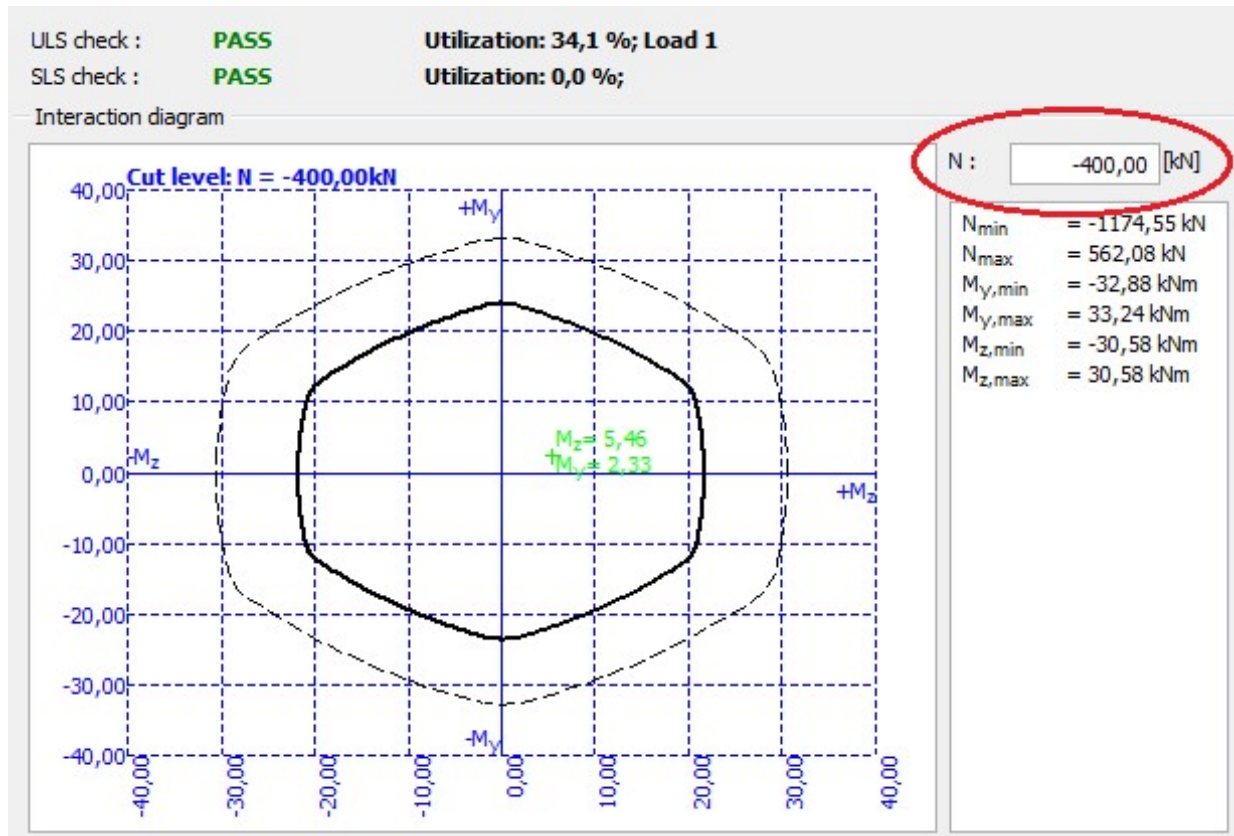 ULS check : PASS Utilization: 34,1 %; Load 1
SLS check : PASS Utilization: 0,0 %;
Interaction diagram
N : -400,00 [kN]
Cut level: N = -400,00kN
40,00
+My
30,00
20,00
10,00
0,00
-10,00
-20,00
-30,00
-40,00
-Mz
Mz= 5,46
My= 2,33
+Mz
-My
-40,00 -30,00 -20,00 -10,00 0,00 10,00 20,00 30,00 40,00
Nmin = -1174,55 kN
Nmax = 562,08 kN
My,min = -32,88 kNm
My,max = 33,24 kNm
Mz,min = -30,58 kNm
Mz,max = 30,58 kNm